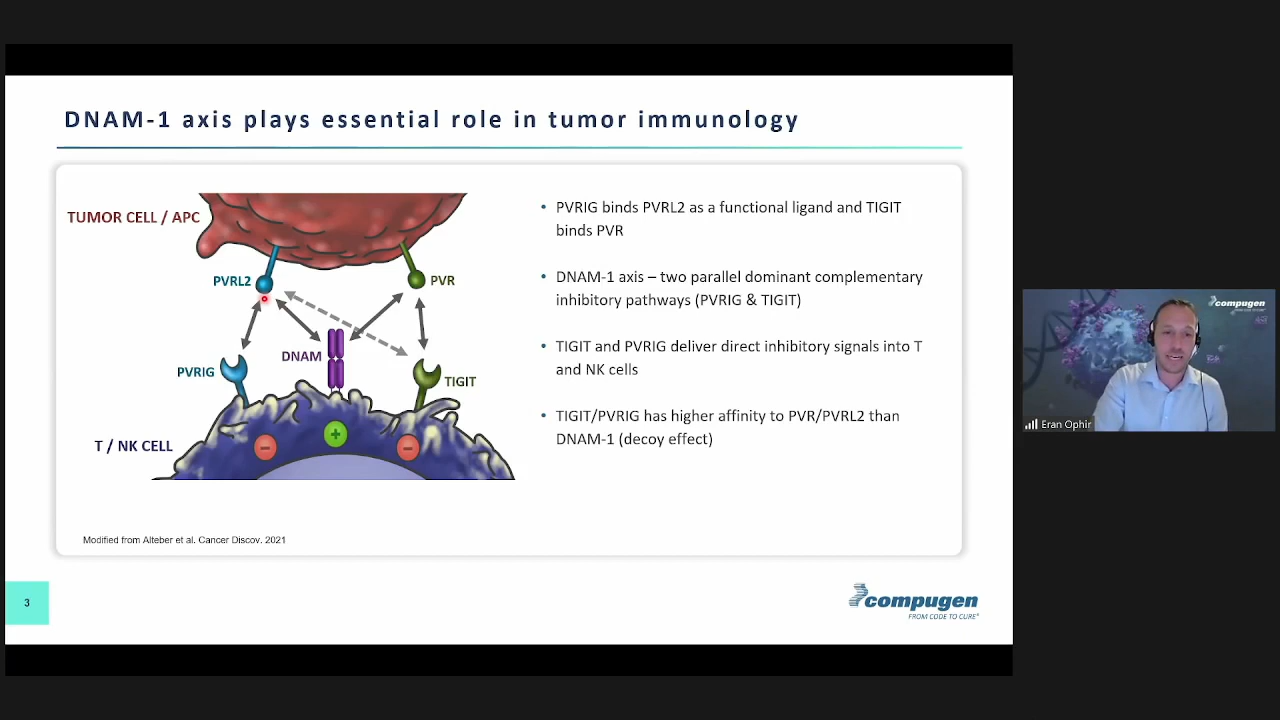 DNAM-1 axis plays essential role in tumor immunology
TUMOR CELL / APC
PVRL2
PVR
DNAM
PVRIG
TIGIT
T / NK CELL
Modified from Alteber et al. Cancer Discov. 2021
• PVRIG binds PVRL2 as a functional ligand and TIGIT
binds PVR
• DNAM-1 axis – two parallel dominant complementary
inhibitory pathways (PVRIG & TIGIT)
• TIGIT and PVRIG deliver direct inhibitory signals into T
and NK cells
• TIGIT/PVRIG has higher affinity to PVR/PVRL2 than
DNAM-1 (decoy effect)
3
compugen
FROM CODE TO CURE®
compugen
Eran Ophir